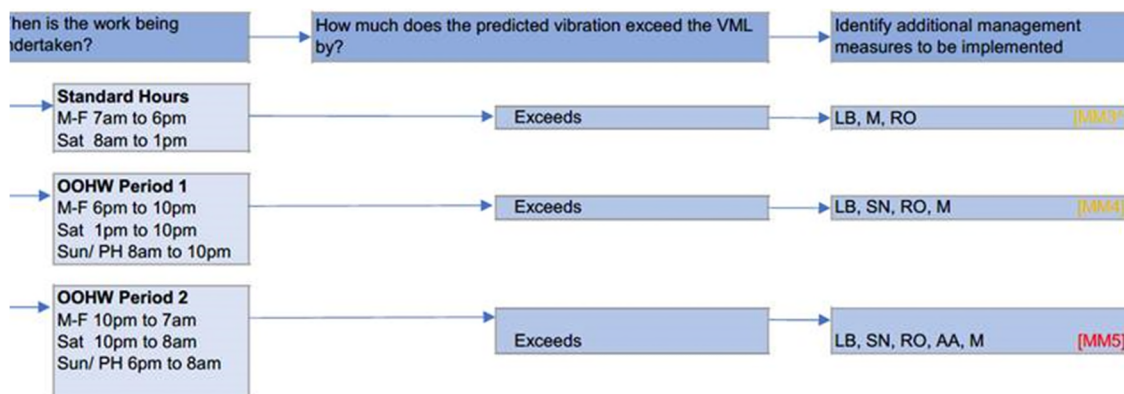 hen is the work being
ndertaken?
How much does the predicted vibration exceed the VML
by?
Identify additional management
measures to be implemented
Standard Hours
M-F 7am to 6pm
Sat 8am to 1pm
Exceeds
LB, M, RO [MM3^
OOHW Period 1
M-F 6pm to 10pm
Sat 1pm to 10pm
Sun/ PH 8am to 10pm
Exceeds
LB, SN, RO, M [MM4]
OOHW Period 2
M-F 10pm to 7am
Sat 10pm to 8am
Sun/ PH 6pm to 8am
Exceeds
LB, SN, RO, AA, M [MM5]